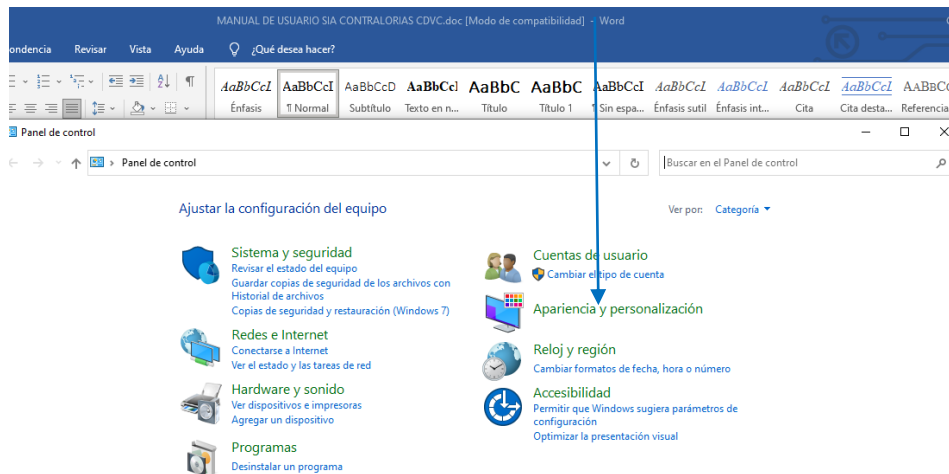 MANUAL DE USUARIO SIA CONTRALORIAS CDVC.doc [Modo de compatibilidad] - Word
ondencia Revisar Vista Ayuda ¿Qué desea hacer?
AaBbCcI AaBbCcI AaBbCcD AaBbCcI AaBbC AaBbC AaBbCcI AaBbCcI AaBbCcI AaBbCcI AaBbCcI AABBC
Énfasis ¶ Normal Subtítulo Texto en n... Título Título 1 Sin espa... Énfasis sutil Énfasis int... Cita Cita desta... Referencia
Panel de control
Panel de control
Buscar en el Panel de control
Ajustar la configuración del equipo
Ver por: Categoría
Sistema y seguridad
Revisar el estado del equipo
Guardar copias de seguridad de los archivos con
Historial de archivos
Copias de seguridad y restauración (Windows 7)
Redes e Internet
Conectarse a Internet
Ver el estado y las tareas de red
Hardware y sonido
Ver dispositivos e impresoras
Agregar un dispositivo
Programas
Desinstalar un programa
Cuentas de usuario
Cambiar el tipo de cuenta
Apariencia y personalización
Reloj y región
Cambiar formatos de fecha, hora o número
Accesibilidad
Permitir que Windows sugiera parámetros de
configuración
Optimizar la presentación visual